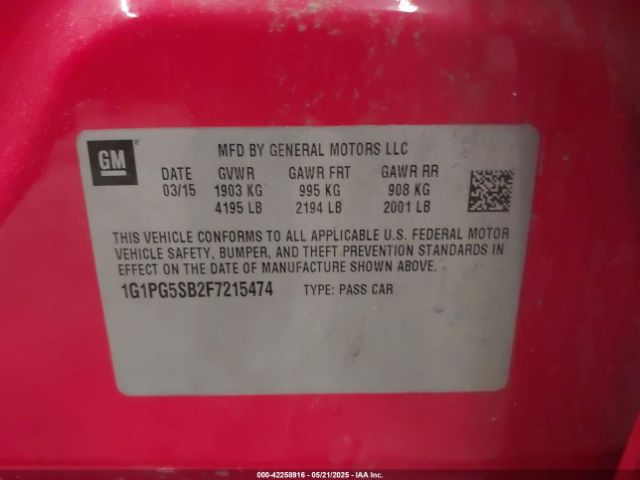 GM
MFD BY GENERAL MOTORS LLC
DATE GVWR GAWR FRT GAWR RR
03/15 1903 KG 995 KG 908 KG
4195 LB 2194 LB 2001 LB
THIS VEHICLE CONFORMS TO ALL APPLICABLE U.S. FEDERAL MOTOR
VEHICLE SAFETY, BUMPER, AND THEFT PREVENTION STANDARDS IN
EFFECT ON THE DATE OF MANUFACTURE SHOWN ABOVE.
1G1PG5SB2F7215474 TYPE: PASS CAR
000-42258916 - 05/21/2025 - IAA Inc.